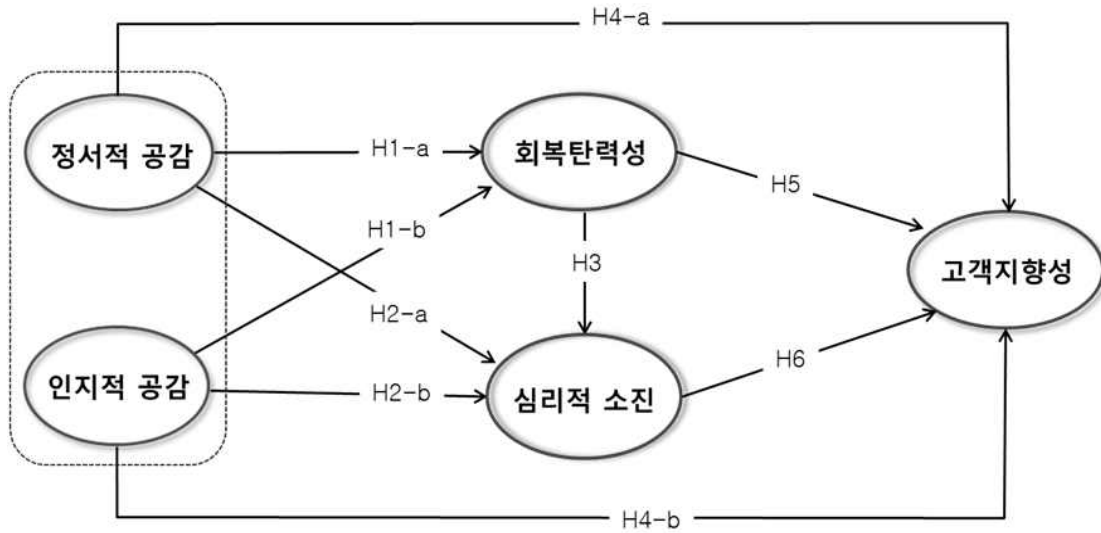 H4-a
정서적 공감
H1-a
회복탄력성
H5
H1-b
H3
고객지향성
H2-a
H6
인지적 공감
H2-b
심리적 소진
H4-b